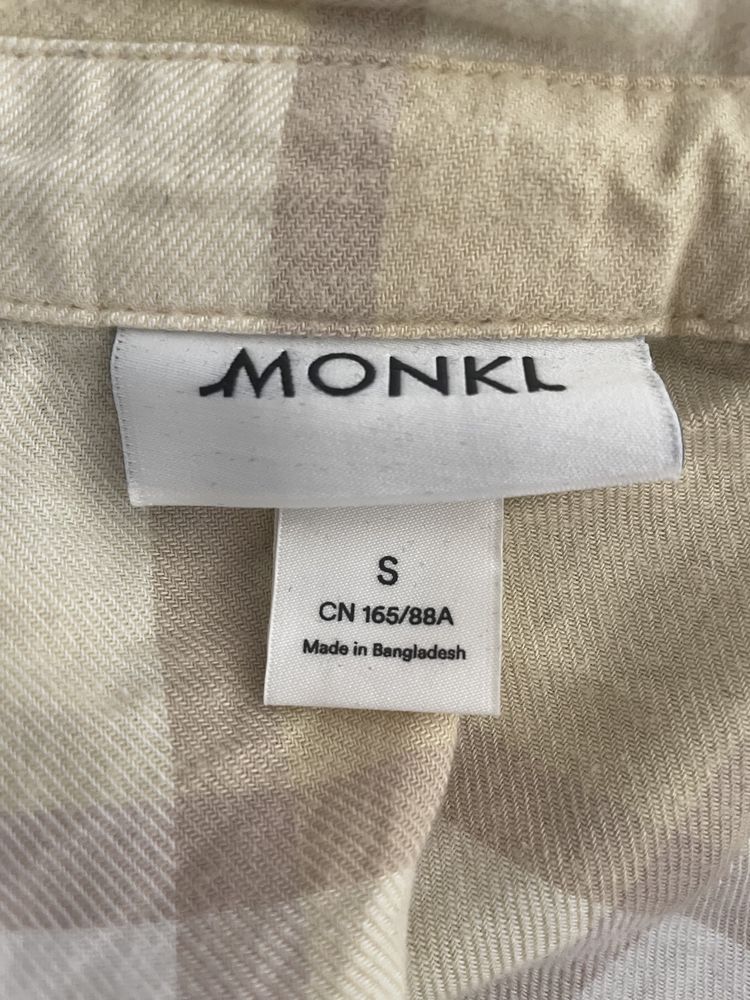 MONKI
S
CN 165/88A
Made in Bangladesh